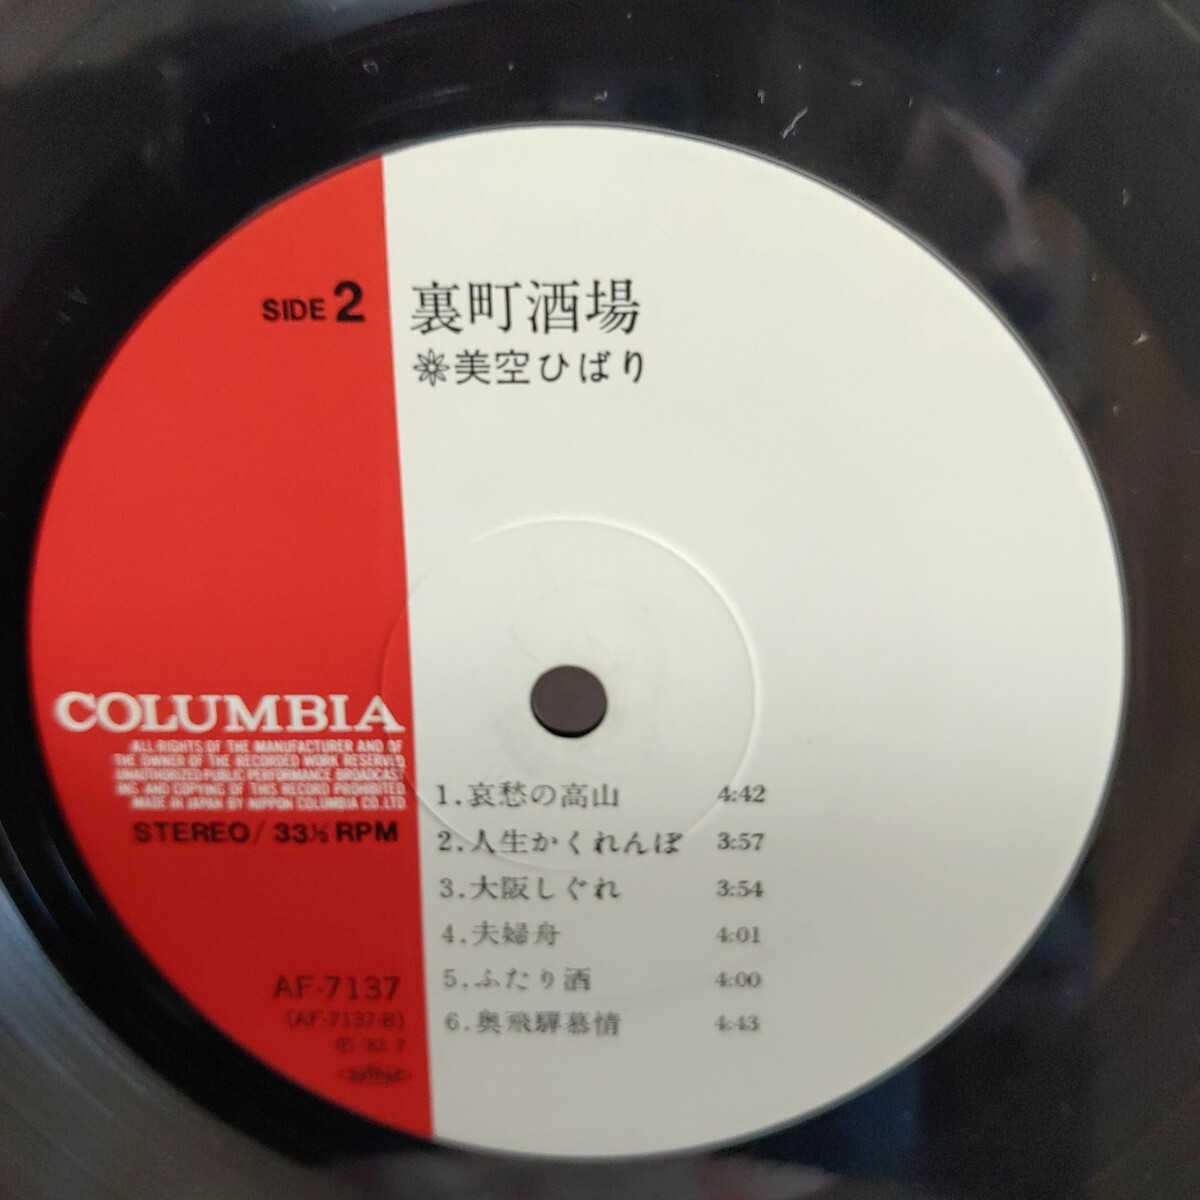 SIDE 2
裏町酒場
美空ひばり
COLUMBIA
ALL RIGHTS OF THE MANUFACTURER AND OF
THE OWNER OF THE RECORDED WORK RESERVED
UNAUTHORIZED PUBLIC PERFORMANCE BROADCAST
ING AND COPYING OF THIS RECORD PROHIBITED
MADE IN JAPAN BY NIPPON COLUMBIA CO.LTD
STEREO/ 33⅓ RPM
1.哀愁の高山 4:42
2.人生かくれんぼ 3:57
3.大阪しぐれ 3:54
4.夫婦舟 4:01
5.ふたり酒 4:00
6.奥飛騨慕情 4:43
AF-7137
(AF-7137-B)
Ⓟ '82.7